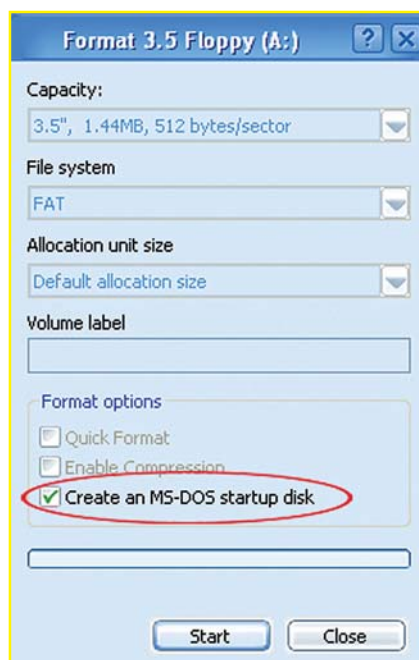 Format 3.5 Floppy (A:)
?
X
Capacity:
3.5", 1.44MB, 512 bytes/sector
File system
FAT
Allocation unit size
Default allocation size
Volume label
Format options
Quick Format
Enable Compression
Create an MS-DOS startup disk
Start
Close